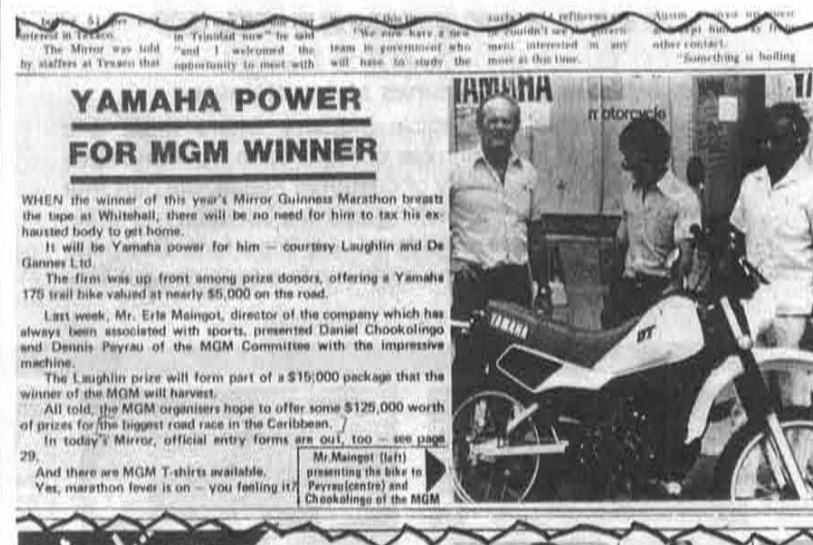 interest in Texaco.
The Mirror was told
by staffers at Texaco that
in Trinidad now" he said
"and I welcomed the
opportunity to meet with
"We now have a new
team in government who
will have to study the
he couldn't see the govern-
ment interested in any
more at this time.
other contact.
"Something is boiling
YAMAHA POWER
FOR MGM WINNER
WHEN the winner of this year's Mirror Guinness Marathon breasts
the tape at Whitehall, there will be no need for him to tax his ex-
hausted body to get home.
It will be Yamaha power for him — courtesy Laughlin and De
Gannes Ltd.
The firm was up front among prize donors, offering a Yamaha
175 trail bike valued at nearly $5,000 on the road.
Last week, Mr. Erle Maingot, director of the company which has
always been associated with sports, presented Daniel Chookolingo
and Dennis Peyrau of the MGM Committee with the impressive
machine.
The Laughlin prize will form part of a $15,000 package that the
winner of the MGM will harvest.
All told, the MGM organisers hope to offer some $125,000 worth
of prizes for the biggest road race in the Caribbean.
In today's Mirror, official entry forms are out, too — see page
29.
And there are MGM T-shirts available.
Yes, marathon fever is on — you feeling it?
Mr. Maingot (left)
presenting the bike to
Peyrau(centre) and
Chookolingo of the MGM
YAMAHA
motorcycle
YAMAHA
DT